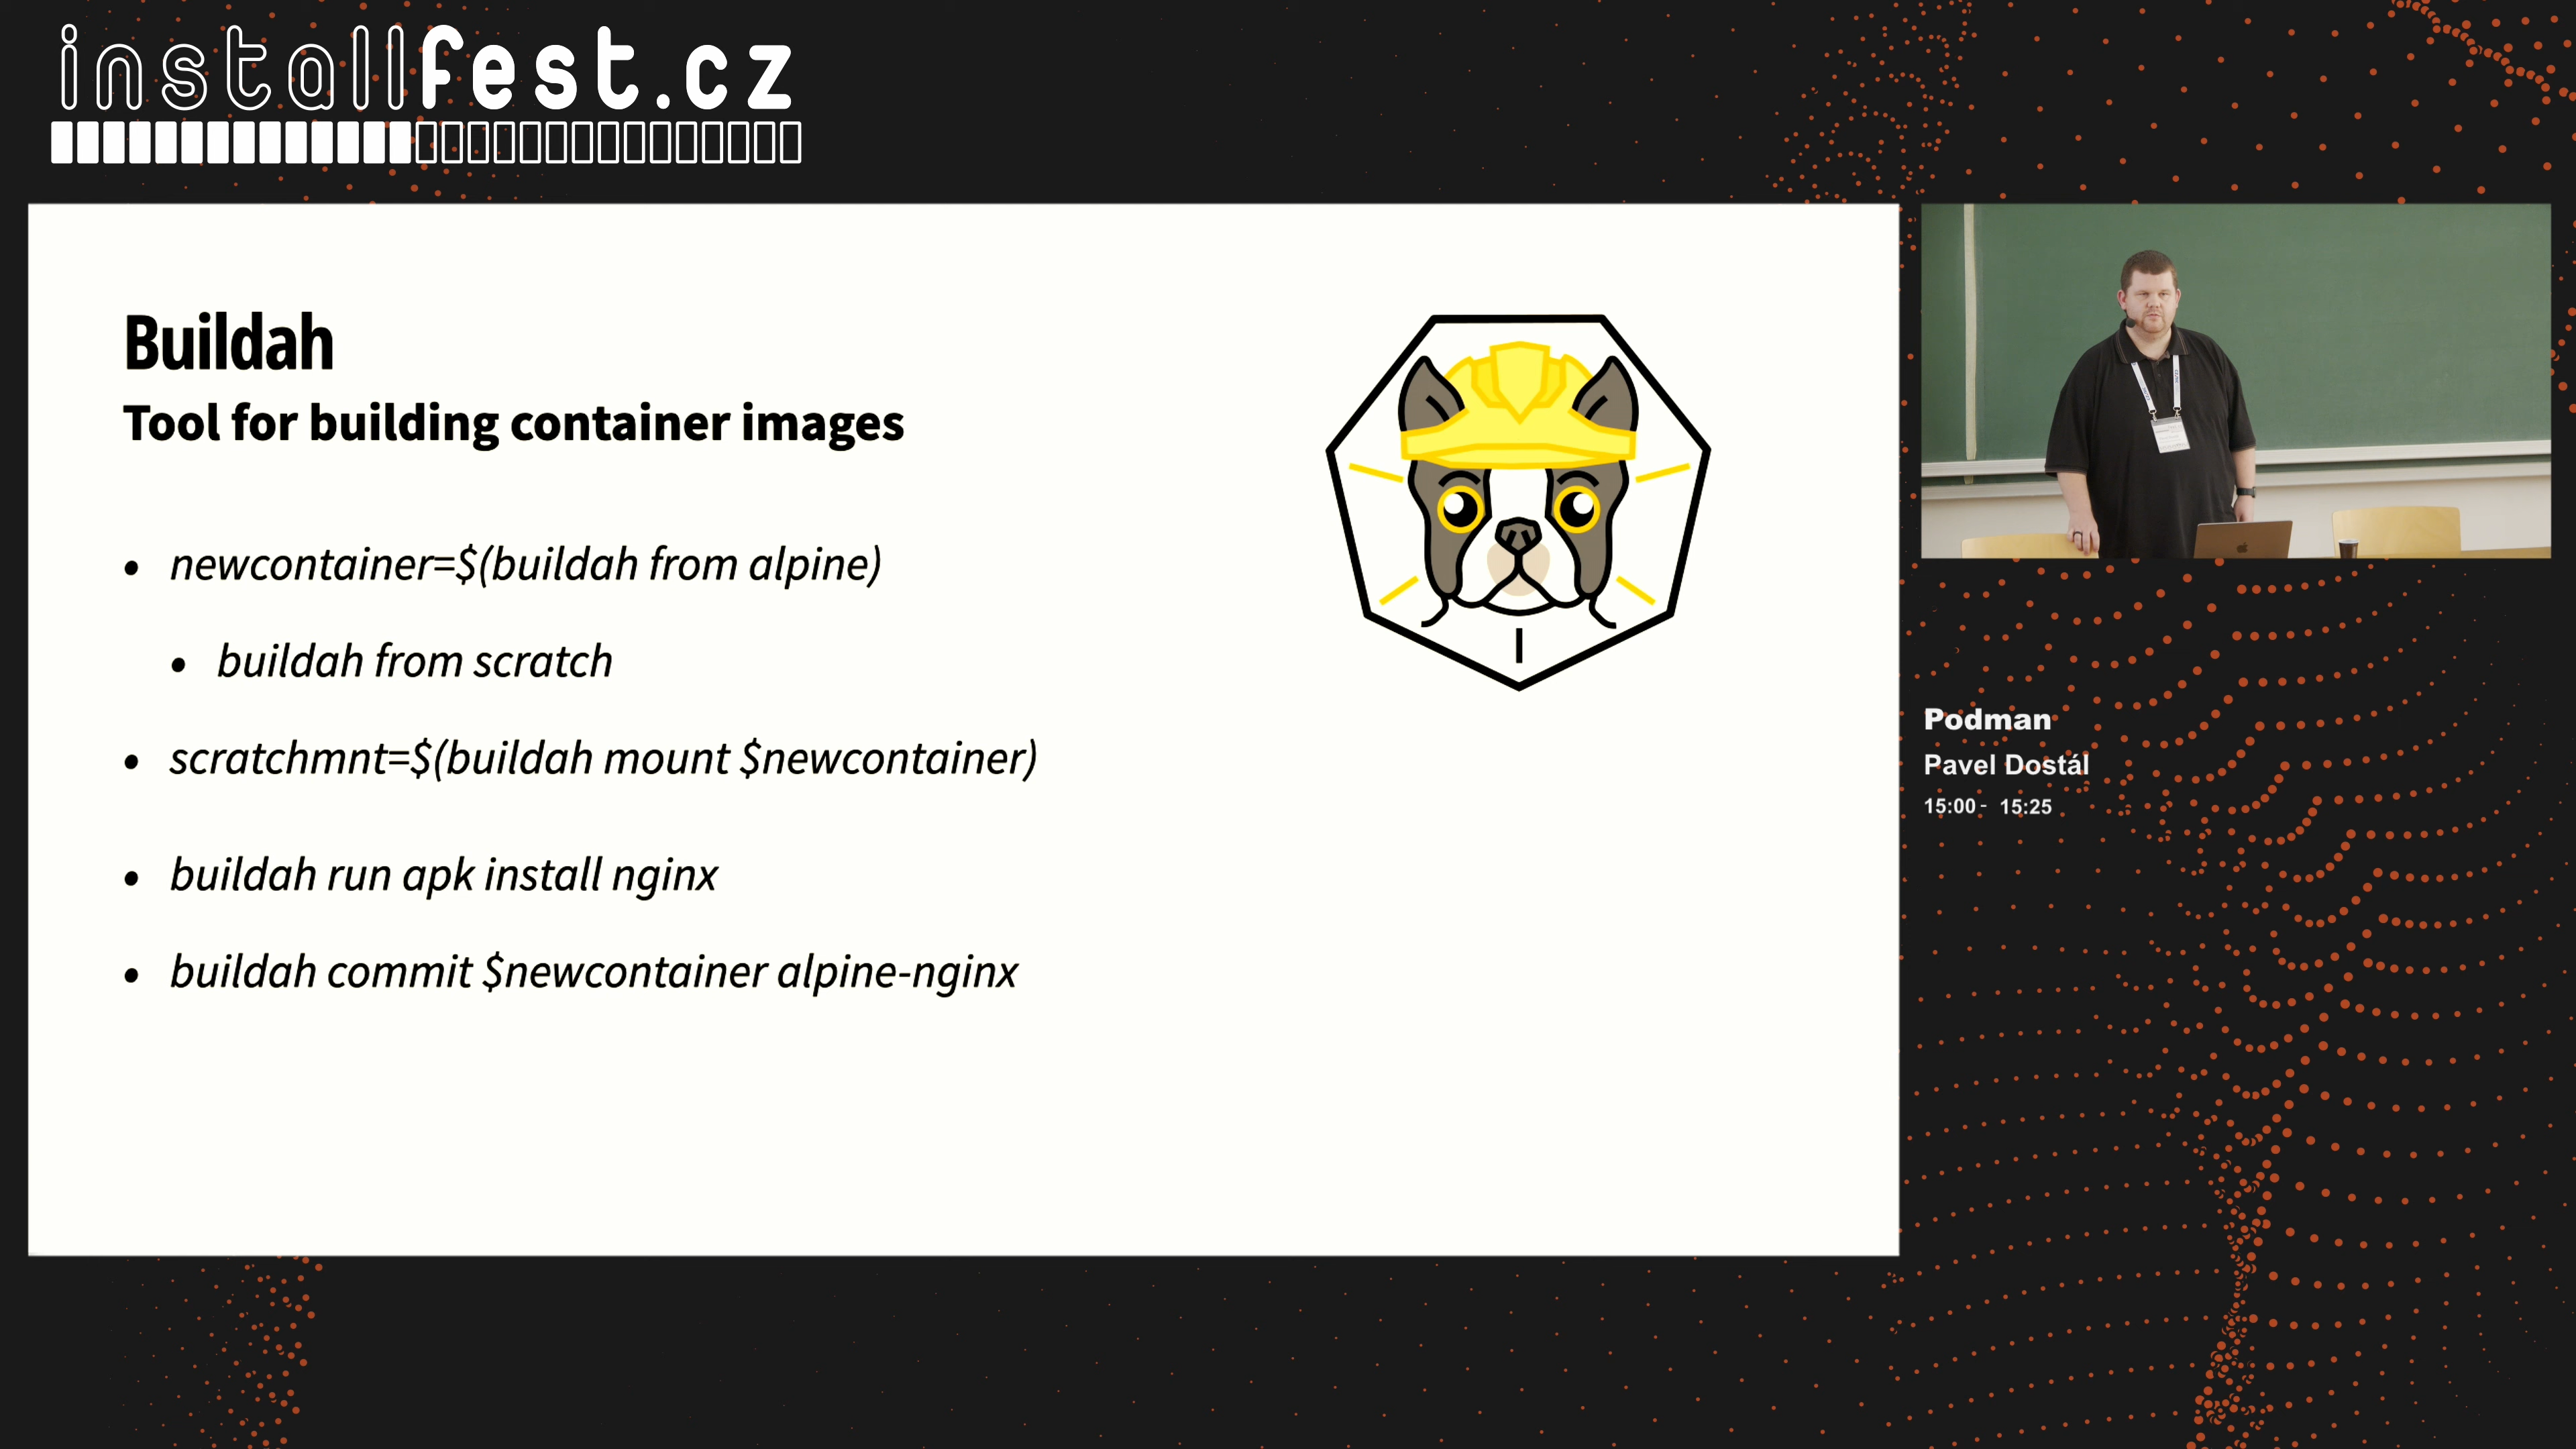 installfest.cz
Buildah
Tool for building container images
• newcontainer=$(buildah from alpine)
• buildah from scratch
• scratchmnt=$(buildah mount $newcontainer)
• buildah run apk install nginx
• buildah commit $newcontainer alpine-nginx
Podman
Pavel Dostál
15:00 - 15:25